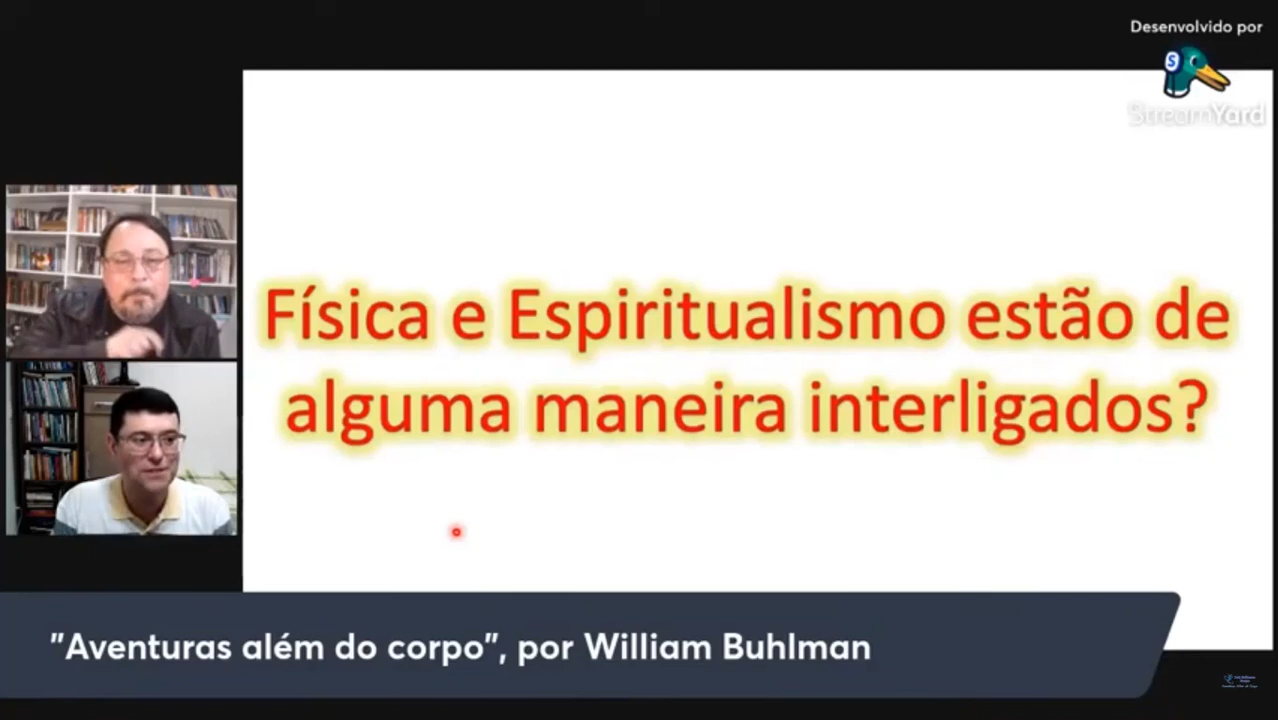 Desenvolvido por
StreamYard
Física e Espiritualismo estão de
alguma maneira interligados?
"Aventuras além do corpo", por William Buhlman